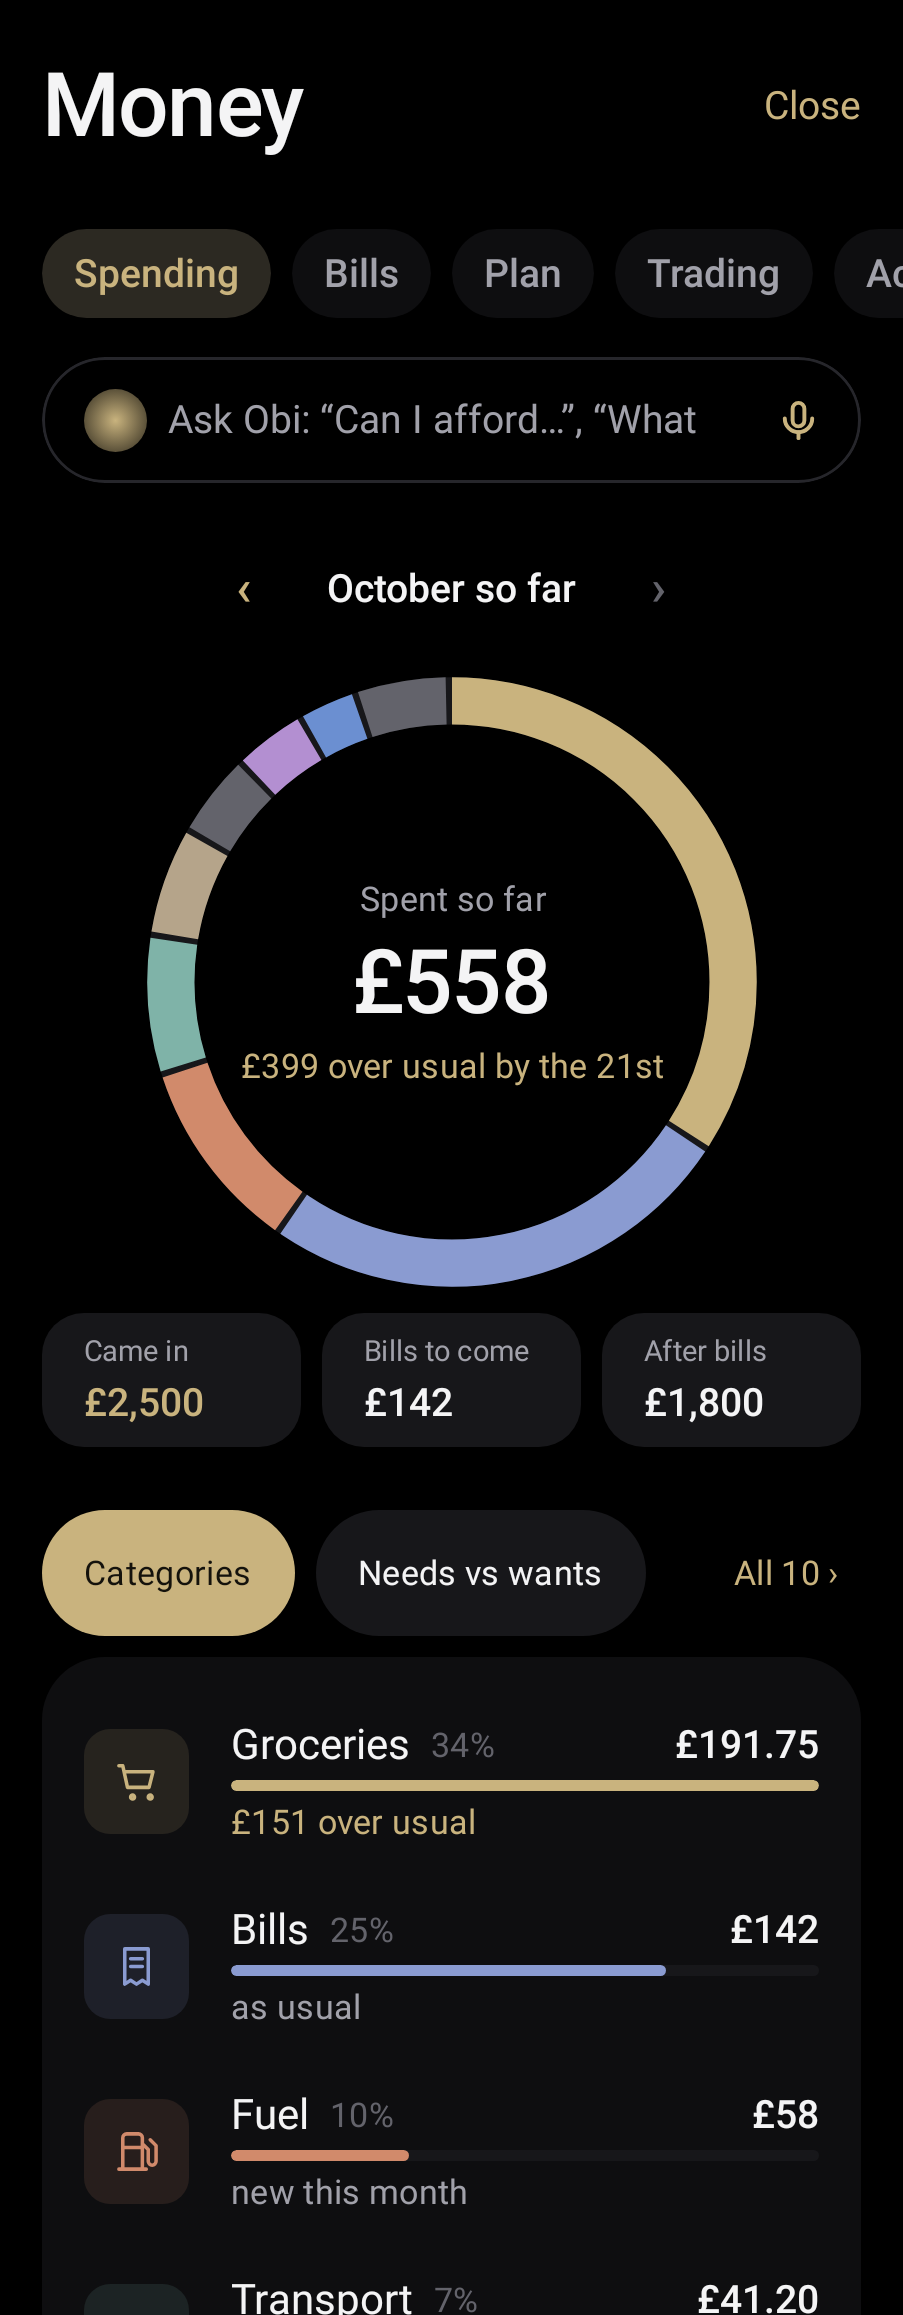 Money
Close
Spending
Bills
Plan
Trading
Ac
Ask Obi: “Can I afford…”, “What
‹ October so far ›
Spent so far
£558
£399 over usual by the 21st
Came in
£2,500
Bills to come
£142
After bills
£1,800
Categories
Needs vs wants
All 10 ›
Groceries 34% £191.75
£151 over usual
Bills 25% £142
as usual
Fuel 10% £58
new this month
Transport 7% £41.20